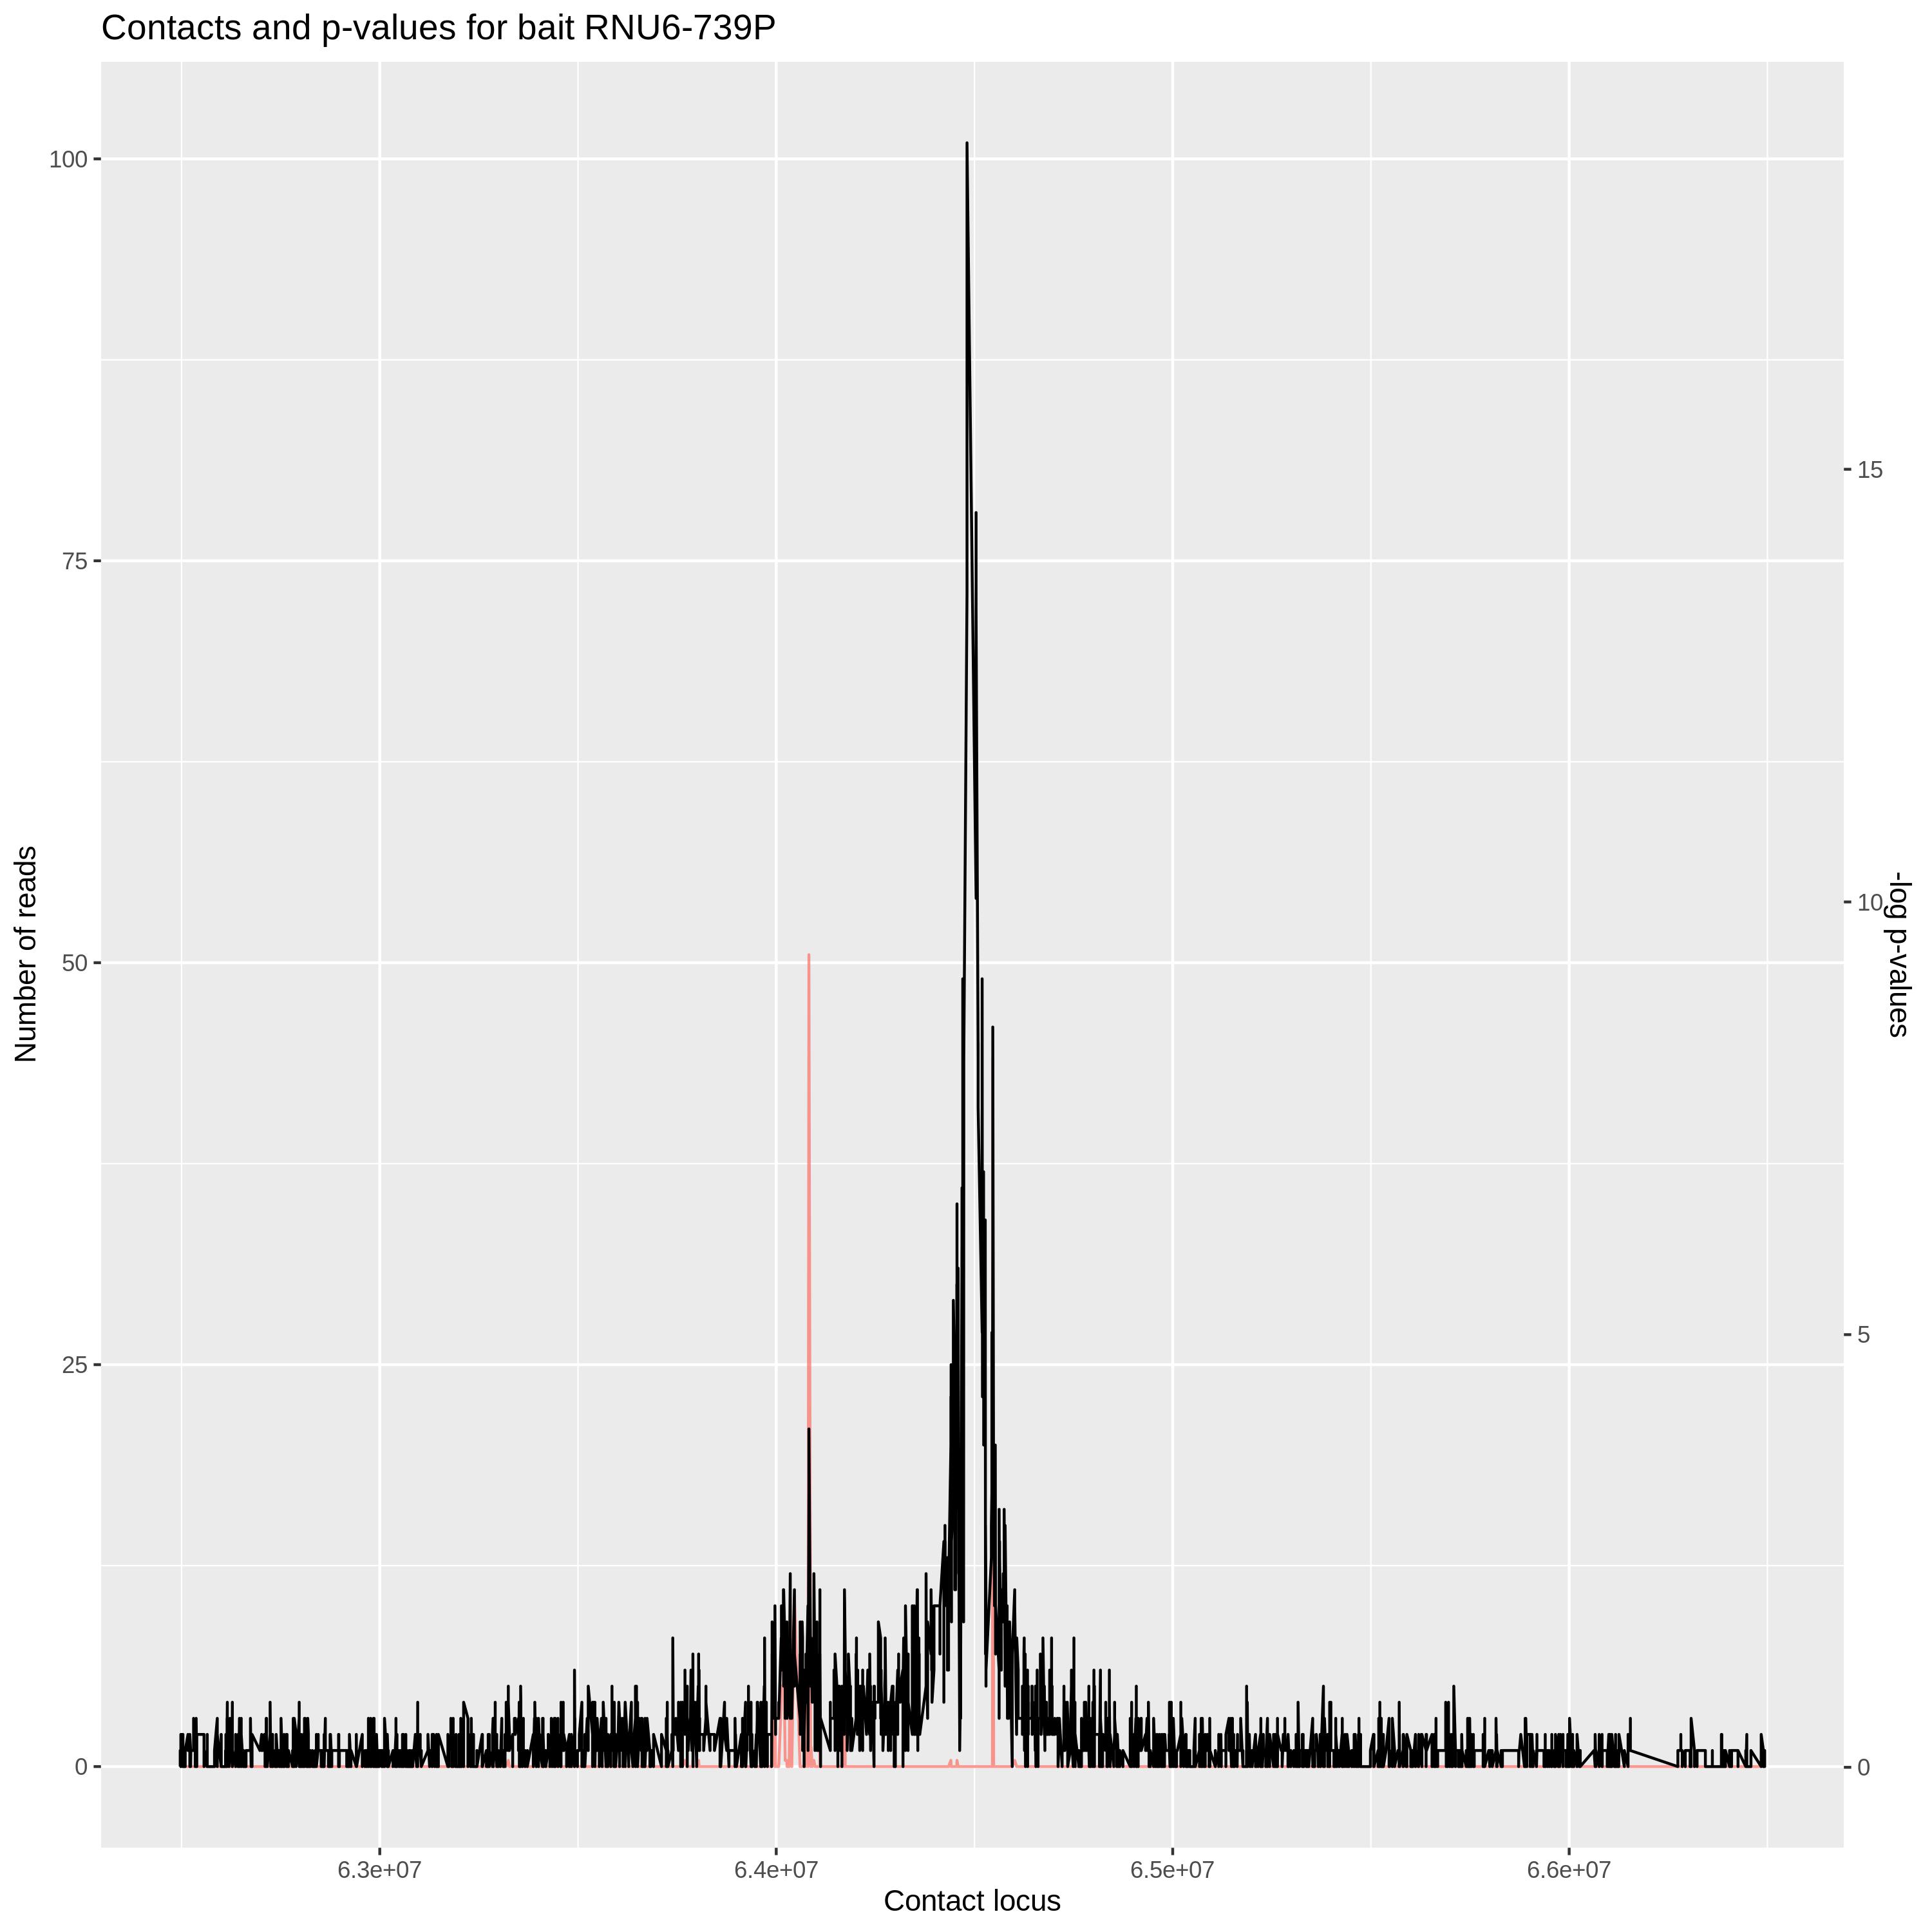 Contacts and p-values for bait RNU6-739P
100
75
50
25
0
Number of reads
15
10
5
0
-log p-values
6.3e+07
6.4e+07
6.5e+07
6.6e+07
Contact locus